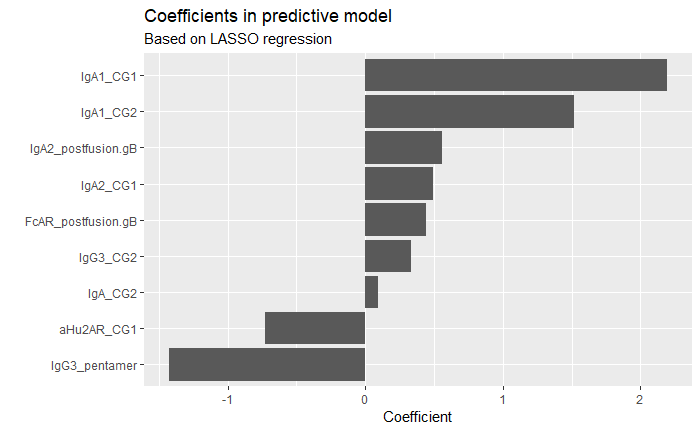 Coefficients in predictive model
Based on LASSO regression
IgA1_CG1
IgA1_CG2
IgA2_postfusion.gB
IgA2_CG1
FcAR_postfusion.gB
IgG3_CG2
IgA_CG2
aHu2AR_CG1
IgG3_pentamer
-1 0 1 2
Coefficient